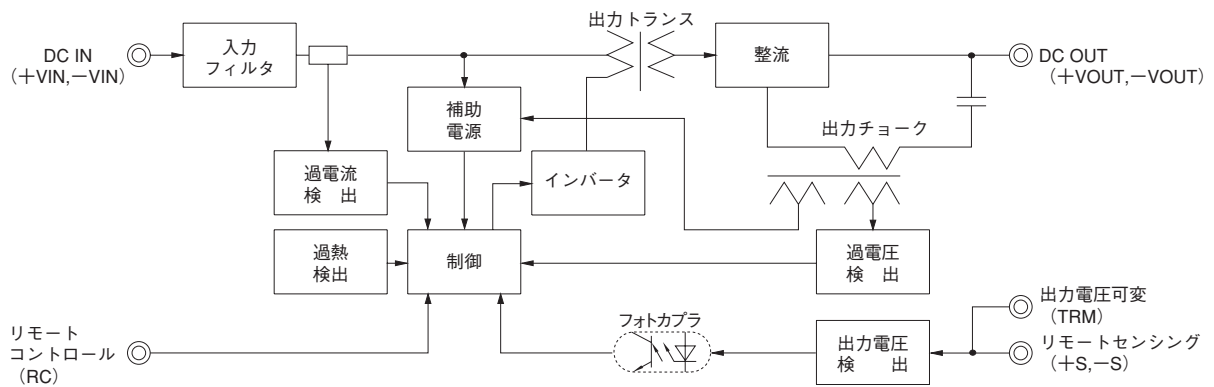 出力トランス
DC IN
（＋VIN,－VIN）
入力
フィルタ
整流
DC OUT
（＋VOUT,－VOUT）
補助
電源
出力チョーク
過電流
検　出
インバータ
過熱
検出
制御
過電圧
検　出
リモート
コントロール
（RC）
フォトカプラ
出力電圧
検　出
出力電圧可変
（TRM）
リモートセンシング
（＋S,－S）